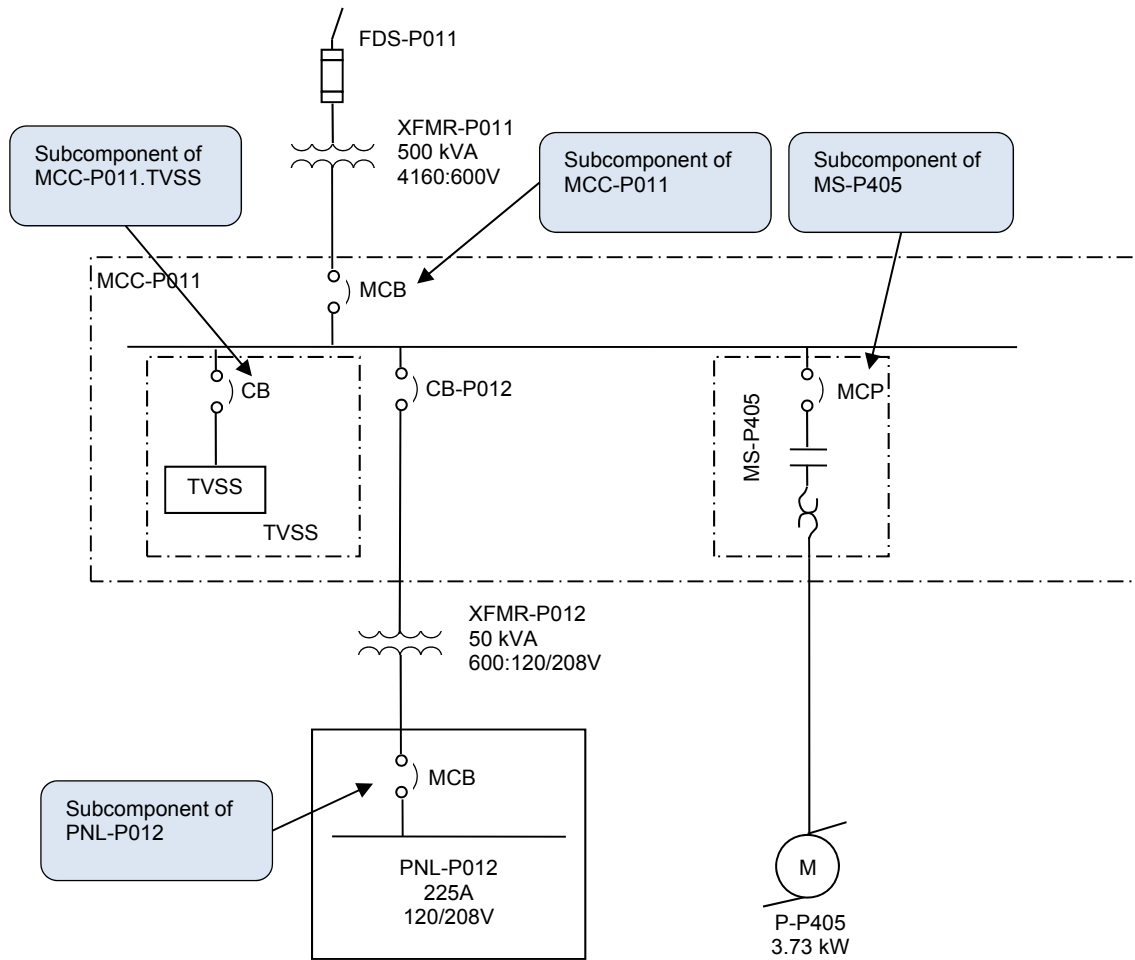 FDS-P011
XFMR-P011
500 kVA
4160:600V
Subcomponent of
MCC-P011.TVSS
Subcomponent of
MCC-P011
Subcomponent of
MS-P405
MCC-P011
MCB
CB
CB-P012
MCP
MS-P405
TVSS
TVSS
XFMR-P012
50 kVA
600:120/208V
MCB
Subcomponent of
PNL-P012
PNL-P012
225A
120/208V
M
P-P405
3.73 kW